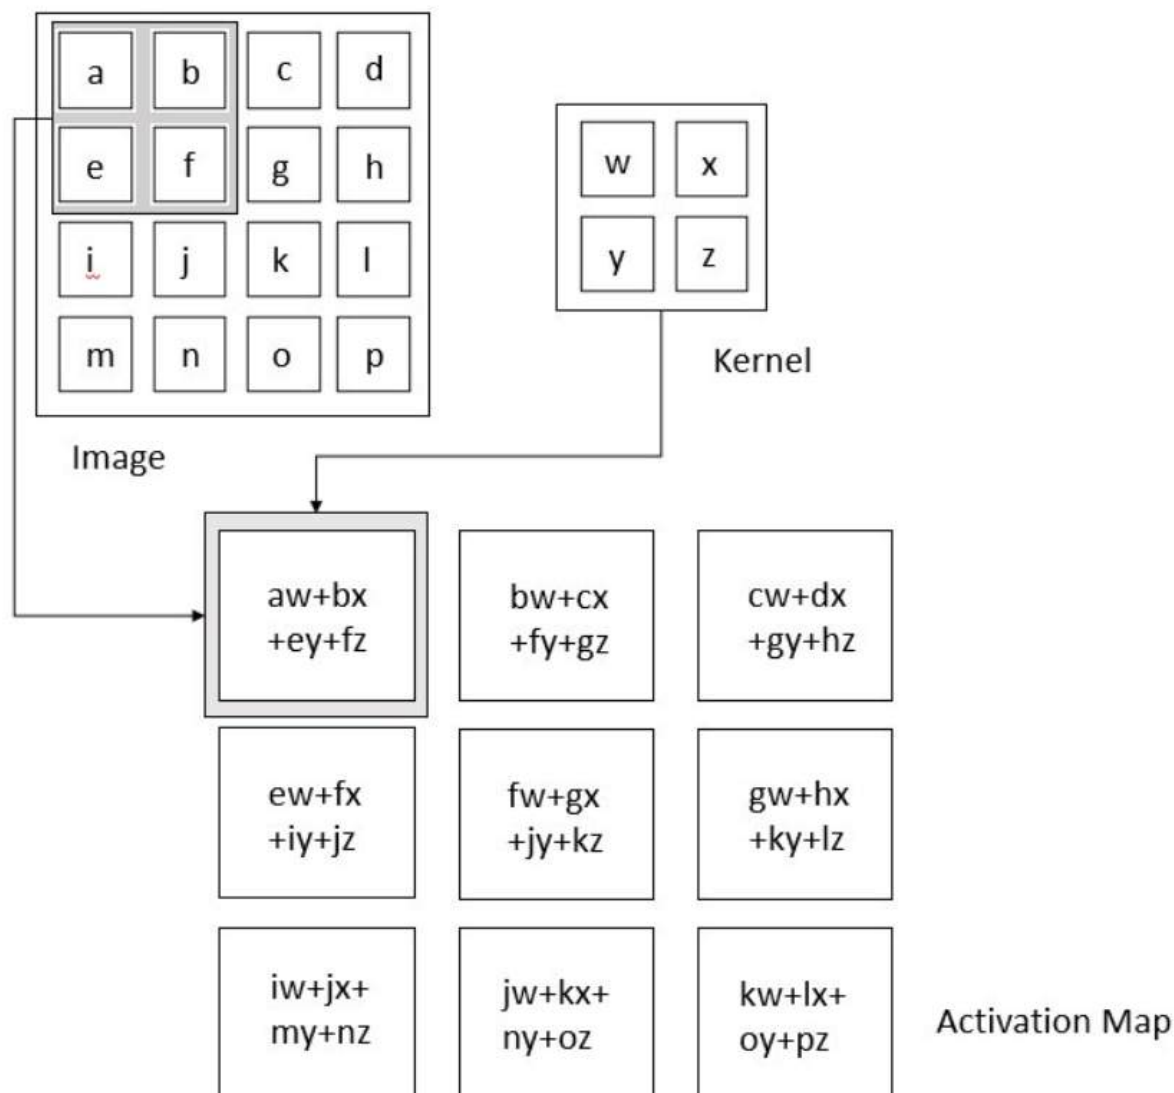 a b c d
e f g h
i j k l
m n o p
Image
w x
y z
Kernel
aw+bx
+ey+fz
bw+cx
+fy+gz
cw+dx
+gy+hz
ew+fx
+iy+jz
fw+gx
+jy+kz
gw+hx
+ky+lz
iw+jx+
my+nz
jw+kx+
ny+oz
kw+lx+
oy+pz
Activation Map